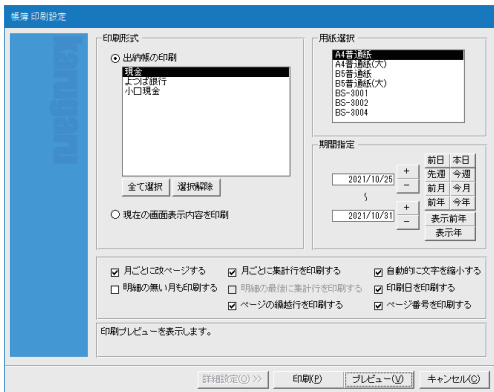 帳簿 印刷設定
karugaru
印刷形式
出納帳の印刷
現金
よつば銀行
小口現金
全て選択
選択解除
現在の画面表示内容を印刷
用紙選択
A4普通紙
A4普通紙(大)
B5普通紙
B5普通紙(大)
BS-3001
BS-3002
BS-3004
期間指定
2021/10/25
+
-
~
2021/10/31
+
-
前日 本日
先週 今週
前月 今月
前年 今年
表示前年
表示年
月ごとに改ページする
月ごとに集計行を印刷する
自動的に文字を縮小する
明細の無い月も印刷する
明細の最後に集計行を印刷する
印刷日を印刷する
ページの繰越行を印刷する
ページ番号を印刷する
印刷プレビューを表示します。
詳細設定(O) >>
印刷(P)
プレビュー(V)
キャンセル(C)